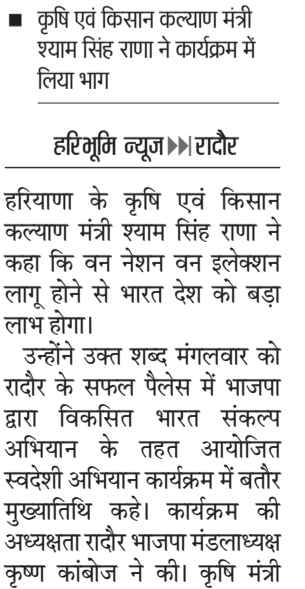 ■ कृषि एवं किसान कल्याण मंत्री
श्याम सिंह राणा ने कार्यक्रम में
लिया भाग
हरिभूमि न्यूज ▶▶| रादौर
हरियाणा के कृषि एवं किसान
कल्याण मंत्री श्याम सिंह राणा ने
कहा कि वन नेशन वन इलेक्शन
लागू होने से भारत देश को बड़ा
लाभ होगा।
उन्होंने उक्त शब्द मंगलवार को
रादौर के सफल पैलेस में भाजपा
द्वारा विकसित भारत संकल्प
अभियान के तहत आयोजित
स्वदेशी अभियान कार्यक्रम में बतौर
मुख्यातिथि कहे। कार्यक्रम की
अध्यक्षता रादौर भाजपा मंडलाध्यक्ष
कृष्ण कांबोज ने की। कृषि मंत्री